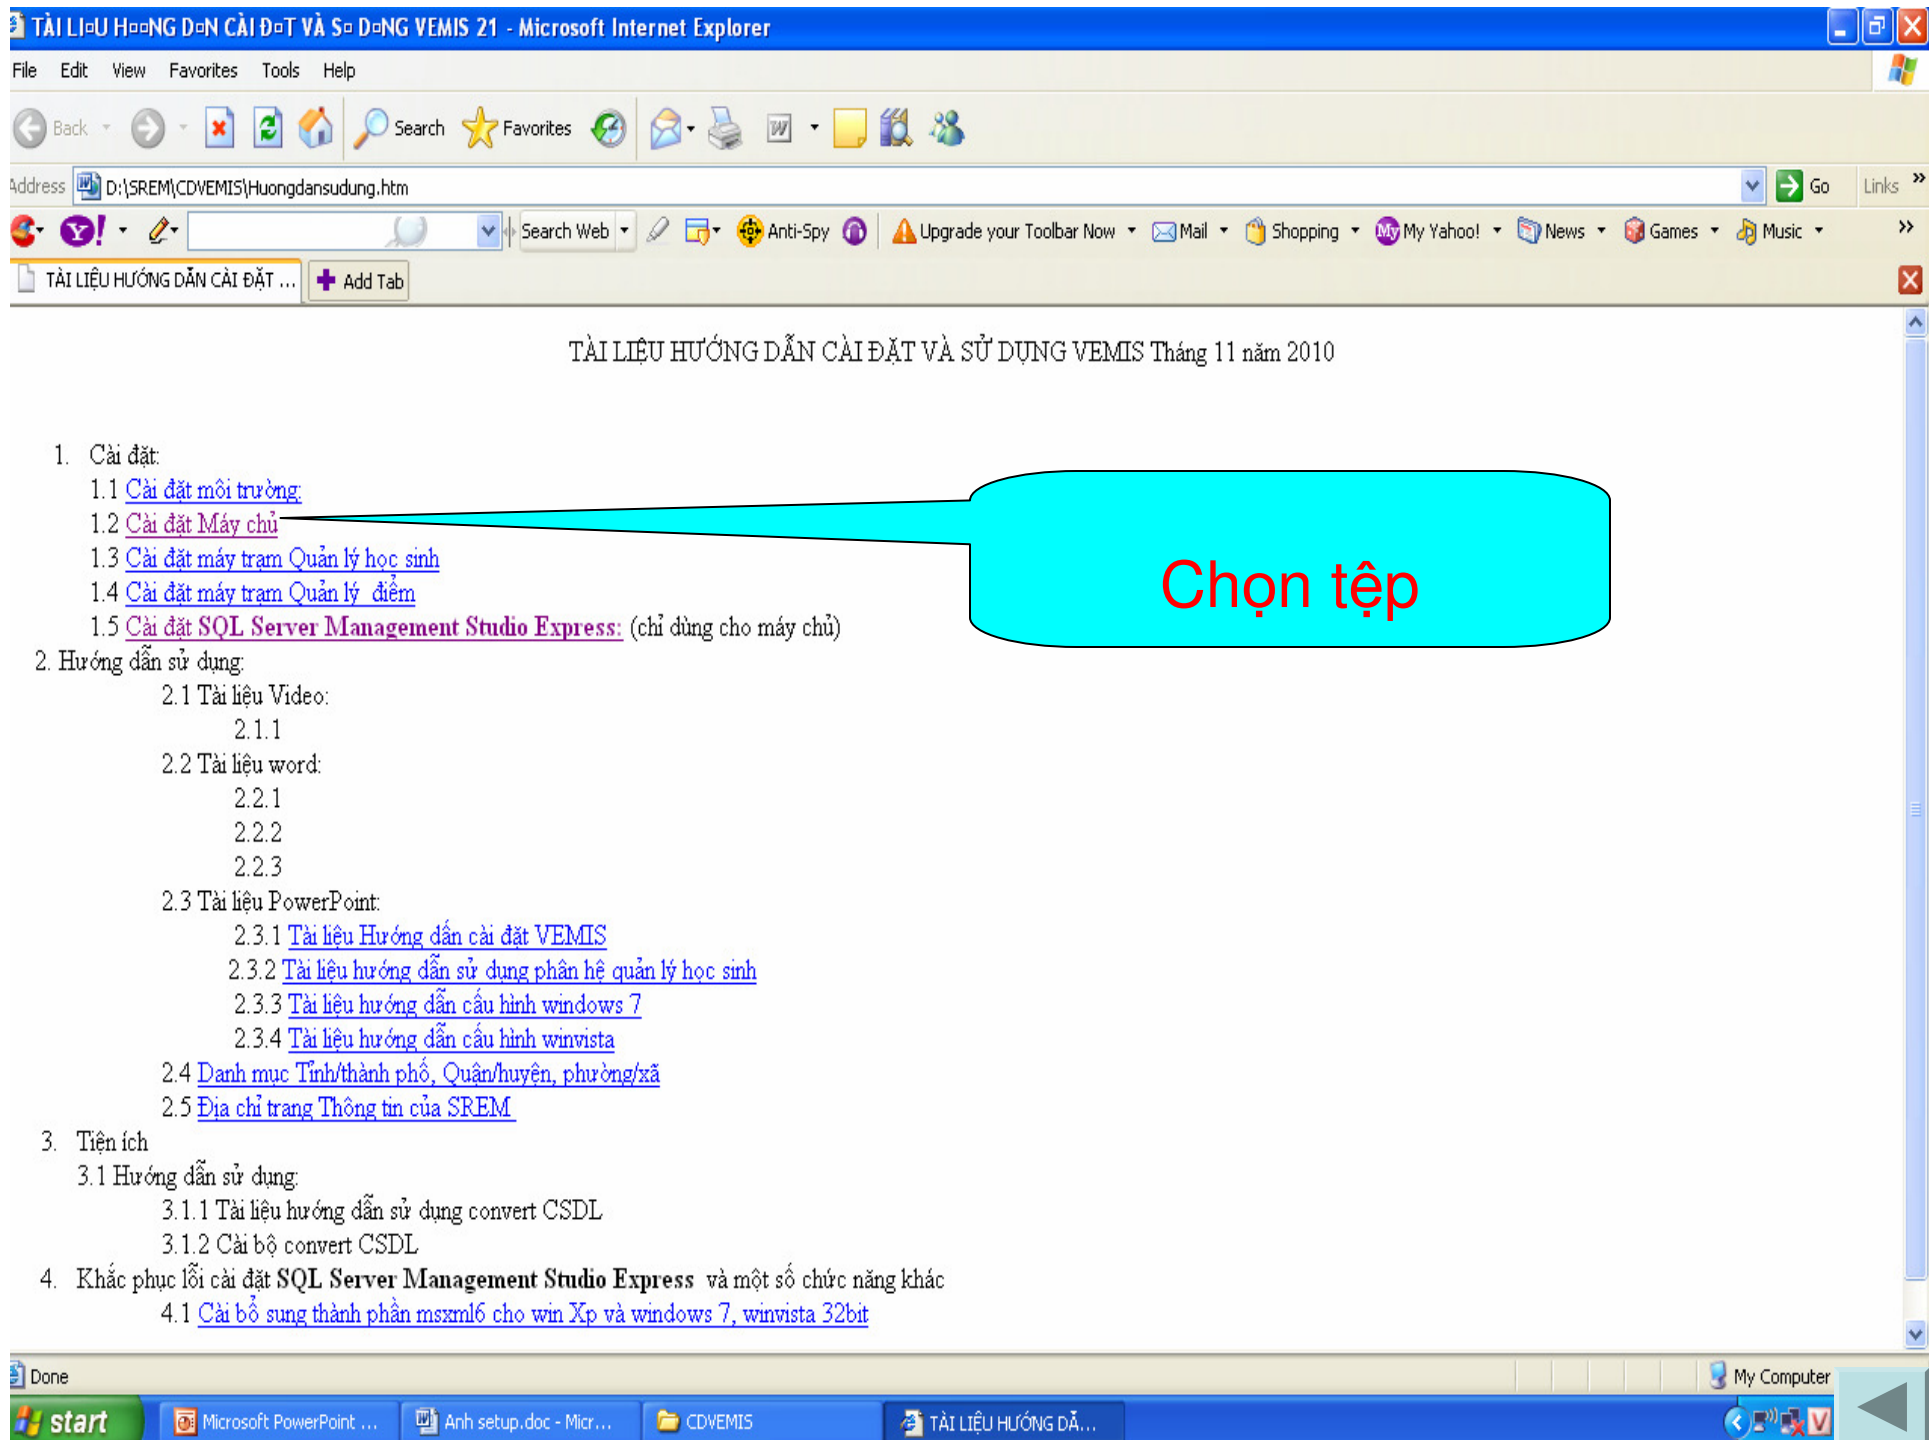 TÀI LI▫U H▫▫NG D▫N CÀI Đ▫T VÀ S▫ D▫NG VEMIS 21 - Microsoft Internet Explorer
File Edit View Favorites Tools Help
Back Search Favorites
Address D:\SREM\CDVEMIS\Huongdansudung.htm Go Links »
Y! Search Web Anti-Spy Upgrade your Toolbar Now Mail Shopping My My Yahoo! News Games Music »
TÀI LIỆU HƯỚNG DẪN CÀI ĐẶT ... Add Tab
TÀI LIỆU HƯỚNG DẪN CÀI ĐẶT VÀ SỬ DỤNG VEMIS Tháng 11 năm 2010
1. Cài đặt:
1.1 Cài đặt môi trường:
1.2 Cài đặt Máy chủ
1.3 Cài đặt máy trạm Quản lý học sinh
1.4 Cài đặt máy trạm Quản lý điểm
1.5 Cài đặt SQL Server Management Studio Express: (chỉ dùng cho máy chủ)
Chọn tệp
2. Hướng dẫn sử dụng:
2.1 Tài liệu Video:
2.1.1
2.2 Tài liệu word:
2.2.1
2.2.2
2.2.3
2.3 Tài liệu PowerPoint:
2.3.1 Tài liệu Hướng dấn cài đặt VEMIS
2.3.2 Tài liệu hướng dẫn sử dụng phân hệ quản lý học sinh
2.3.3 Tài liệu hướng dẫn cấu hình windows 7
2.3.4 Tài liệu hướng dẫn cấu hình winvista
2.4 Danh mục Tỉnh/thành phố, Quận/huyện, phường/xã
2.5 Địa chỉ trang Thông tin của SREM
3. Tiện ích
3.1 Hướng dẫn sử dụng:
3.1.1 Tài liệu hướng dẫn sử dụng convert CSDL
3.1.2 Cài bộ convert CSDL
4. Khắc phục lỗi cài đặt SQL Server Management Studio Express và một số chức năng khác
4.1 Cài bổ sung thành phần msxml6 cho win Xp và windows 7, winvista 32bit
Done My Computer
start Microsoft PowerPoint ... Anh setup.doc - Micr... CDVEMIS TÀI LIỆU HƯỚNG DẪ... V